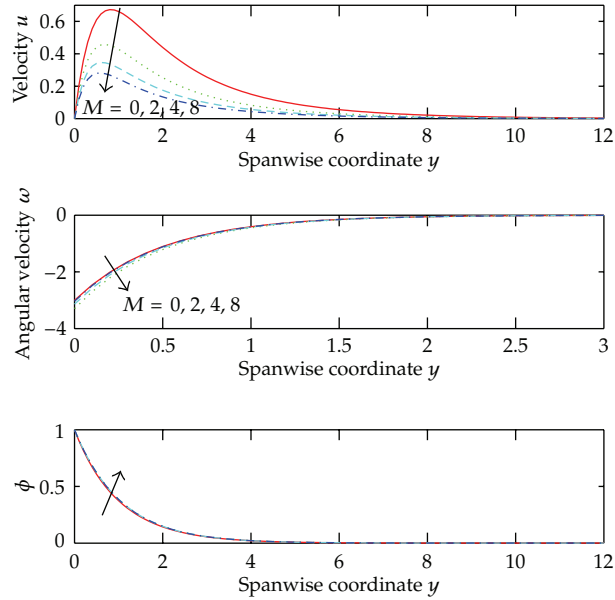 Velocity u
0.6
0.4
0.2
0
M = 0, 2, 4, 8
0 2 4 6 8 10 12
Spanwise coordinate y
Angular velocity w
0
−2
−4
M = 0, 2, 4, 8
0 0.5 1 1.5 2 2.5 3
Spanwise coordinate y
ϕ
1
0.5
0
0 2 4 6 8 10 12
Spanwise coordinate y